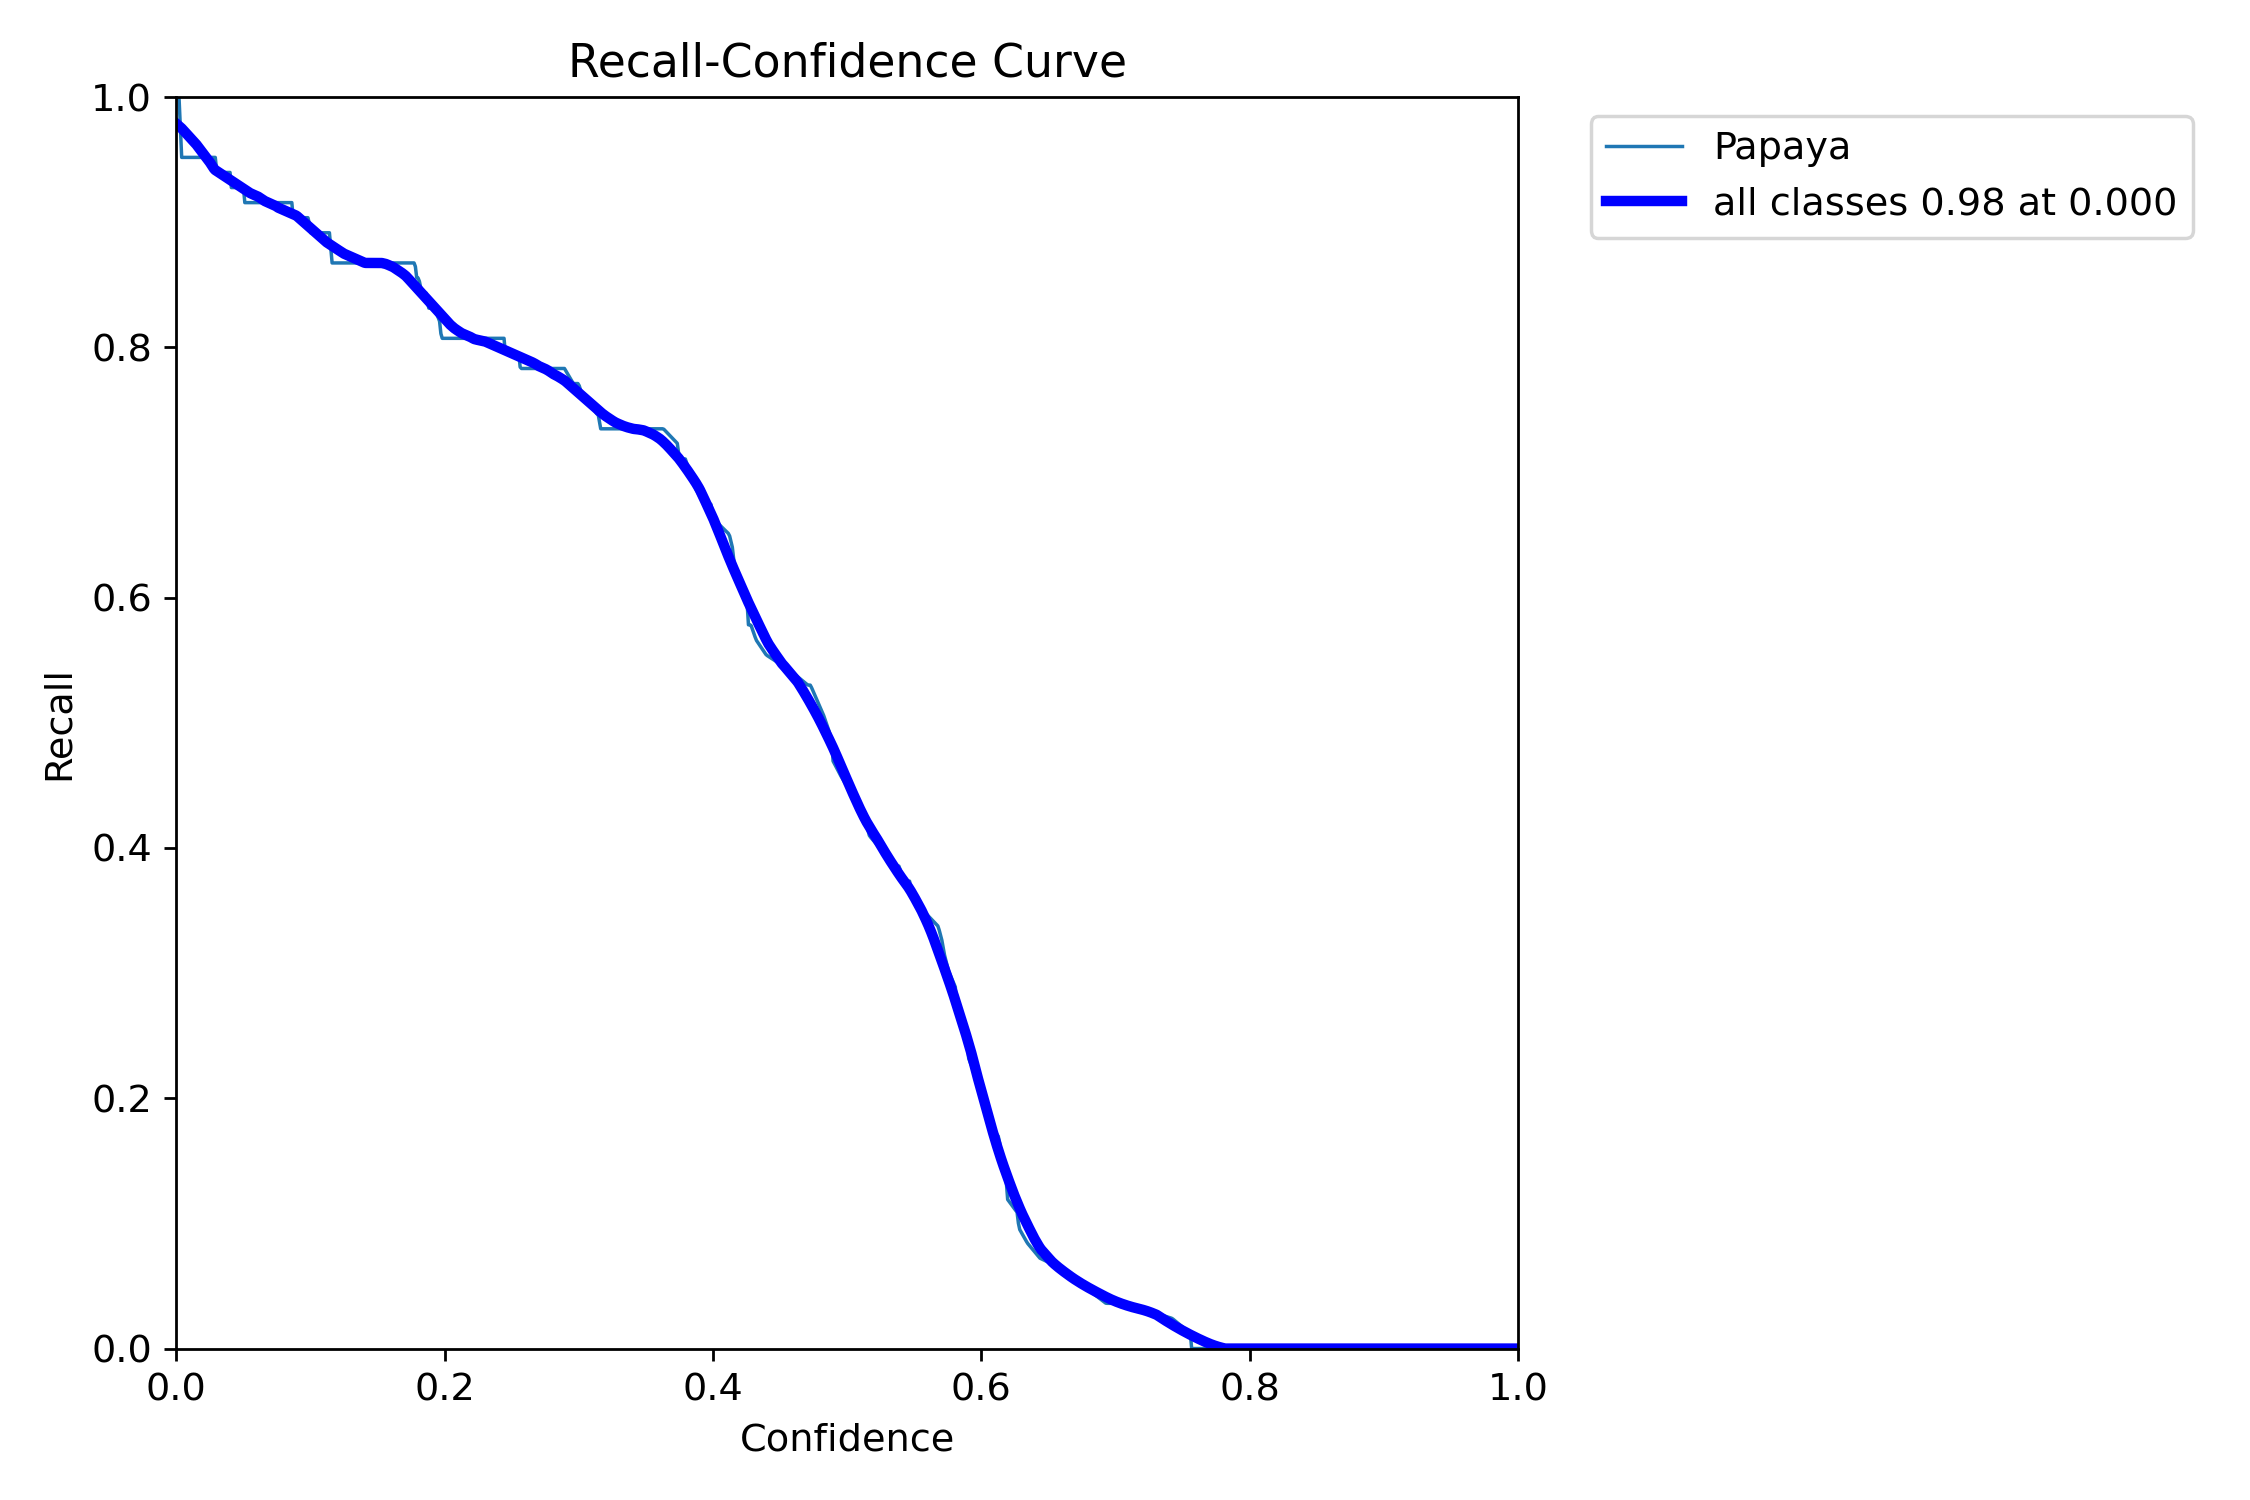 Recall-Confidence Curve
1.0
0.8
0.6
0.4
0.2
0.0
Recall
0.0 0.2 0.4 0.6 0.8 1.0
Confidence
Papaya
all classes 0.98 at 0.000